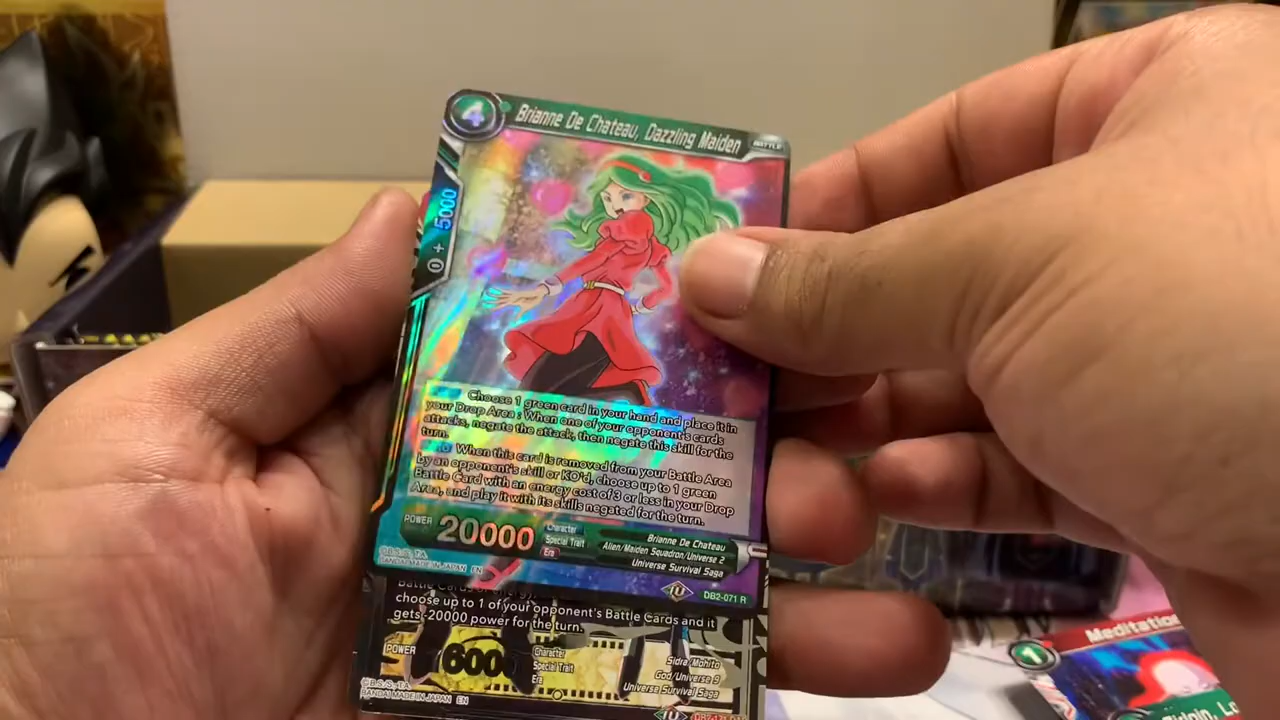 4
Brianne De Chateau, Dazzling Maiden
BATTLE
0 + 5000
Choose 1 green card in your hand and place it in
your Drop Area : When one of your opponent's cards
attacks, negate the attack, then negate this skill for the
turn.
When this card is removed from your Battle Area
by an opponent's skill or KO'd, choose up to 1 green
Battle Card with an energy cost of 3 or less in your Drop
Area, and play it with its skills negated for the turn.
POWER 20000
Character Brianne De Chateau
Special Trait Alien/Maiden Squadron/Universe 2
Era Universe Survival Saga
©B.S./S., T.A.
BANDAI MADE IN JAPAN EN
IU
DB2-071 R
choose up to 1 of your opponent's Battle Cards and it
gets -20000 power for the turn.
POWER
6000
Character Sidra/Mohito
Special Trait God/Universe 9
Era Universe Survival Saga
©B.S./S., T.A.
BANDAI MADE IN JAPAN EN
IU
1
Meditation